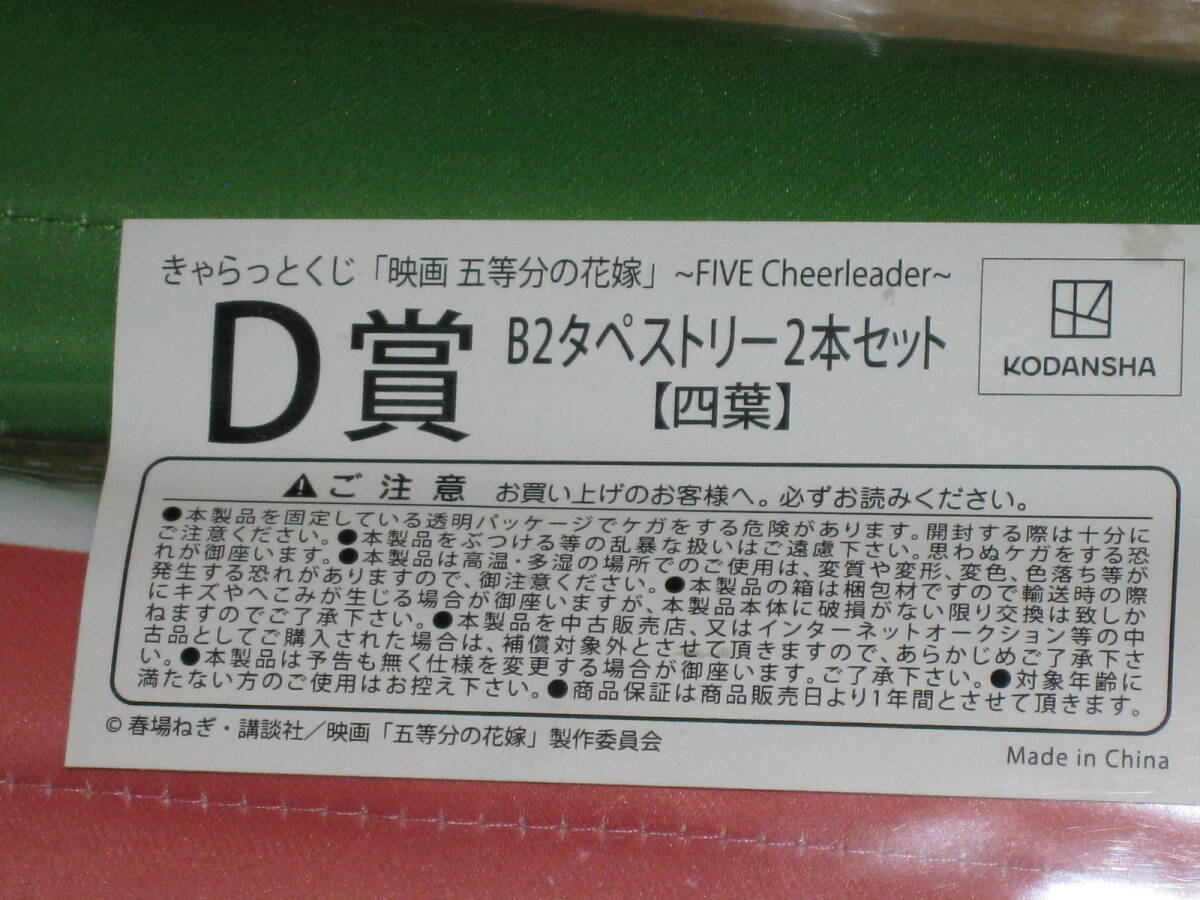 きゃらっとくじ「映画 五等分の花嫁」~FIVE Cheerleader~
D賞
B2タペストリー2本セット
【四葉】
KODANSHA
ご注意 お買い上げのお客様へ。必ずお読みください。
●本製品を固定している透明パッケージでケガをする危険があります。開封する際は十分に
ご注意ください。●本製品をぶつける等の乱暴な扱いはご遠慮下さい。思わぬケガをする恐
れが御座います。●本製品は高温・多湿の場所でのご使用は、変質や変形、変色、色落ち等が
発生する恐れがありますので、御注意ください。●本製品の箱は梱包材ですので輸送時の際
にキズやへこみが生じる場合が御座いますが、本製品本体に破損がない限り交換は致しか
ねますのでご了承下さい。●本製品を中古販売店、又はインターネットオークション等の中
古品としてご購入された場合は、補償対象外とさせて頂きますので、あらかじめご了承下さ
い。●本製品は予告も無く仕様を変更する場合が御座います。ご了承下さい。●対象年齢に
満たない方のご使用はお控え下さい。●商品保証は商品販売日より1年間とさせて頂きます。
© 春場ねぎ・講談社/映画「五等分の花嫁」製作委員会
Made in China